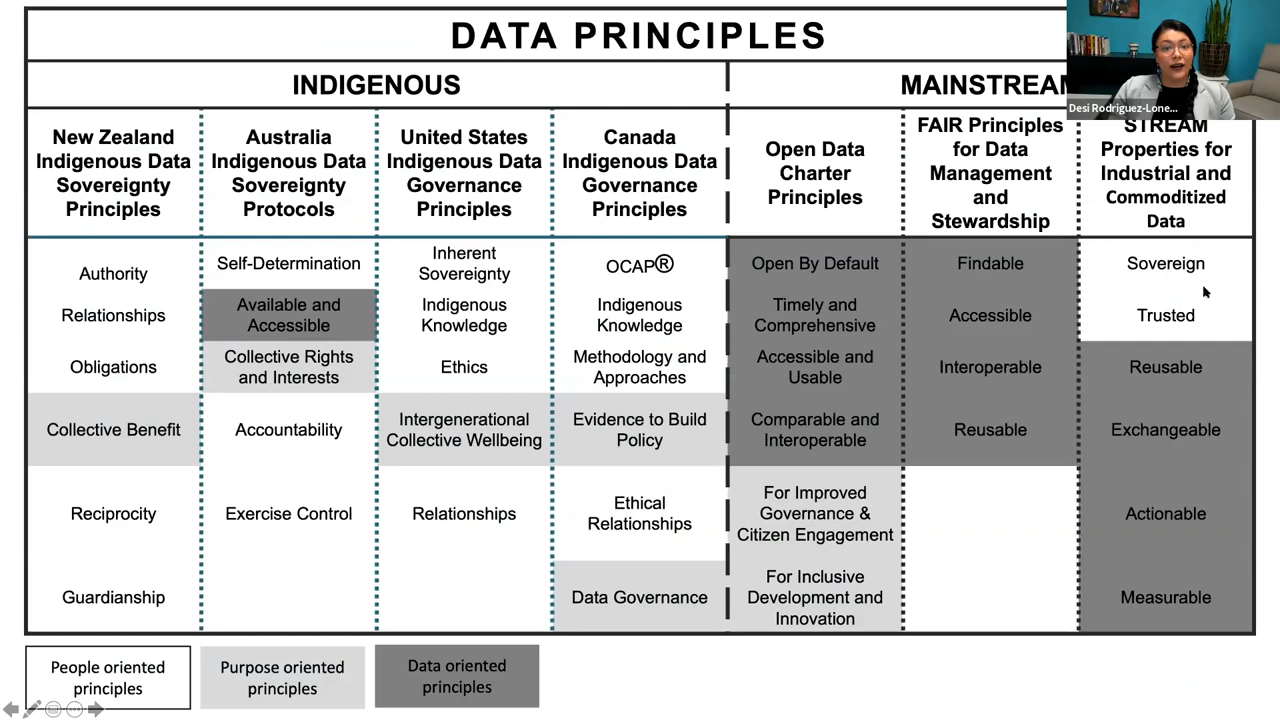 DATA PRINCIPLES
INDIGENOUS
MAINSTREAM
Desi Rodriguez-Lone...
New Zealand
Indigenous Data
Sovereignty
Principles
Australia
Indigenous Data
Sovereignty
Protocols
United States
Indigenous Data
Governance
Principles
Canada
Indigenous Data
Governance
Principles
Open Data
Charter
Principles
FAIR Principles
for Data
Management
and
Stewardship
STREAM
Properties for
Industrial and
Commoditized
Data
Authority
Self-Determination
Inherent
Sovereignty
OCAP®
Open By Default
Findable
Sovereign
Relationships
Available and
Accessible
Indigenous
Knowledge
Indigenous
Knowledge
Timely and
Comprehensive
Accessible
Trusted
Obligations
Collective Rights
and Interests
Ethics
Methodology and
Approaches
Accessible and
Usable
Interoperable
Reusable
Collective Benefit
Accountability
Intergenerational
Collective Wellbeing
Evidence to Build
Policy
Comparable and
Interoperable
Reusable
Exchangeable
Reciprocity
Exercise Control
Relationships
Ethical
Relationships
For Improved
Governance &
Citizen Engagement
Actionable
Guardianship
Data Governance
For Inclusive
Development and
Innovation
Measurable
People oriented
principles
Purpose oriented
principles
Data oriented
principles